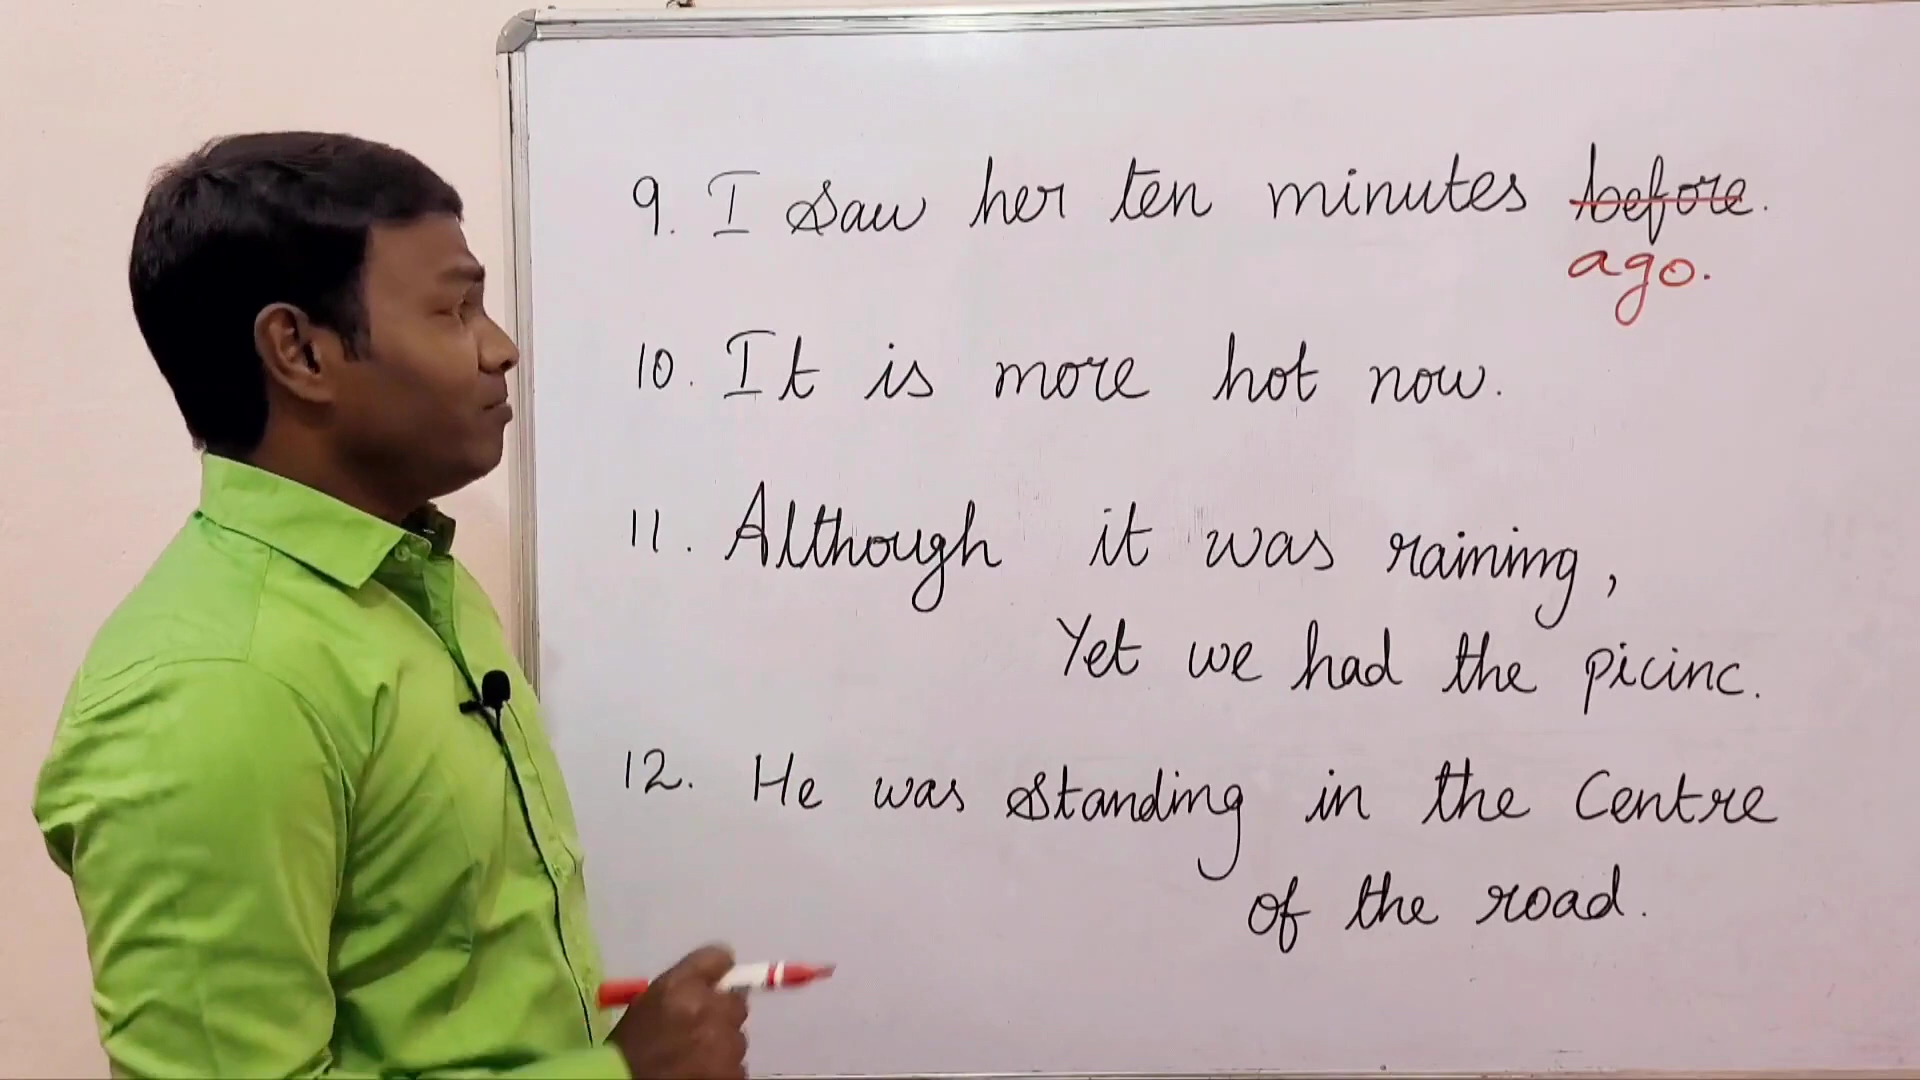 9. I Saw her ten minutes before.
ago.
10. It is more hot now.
11. Although it was raining,
Yet we had the picinc.
12. He was standing in the Centre
of the road.